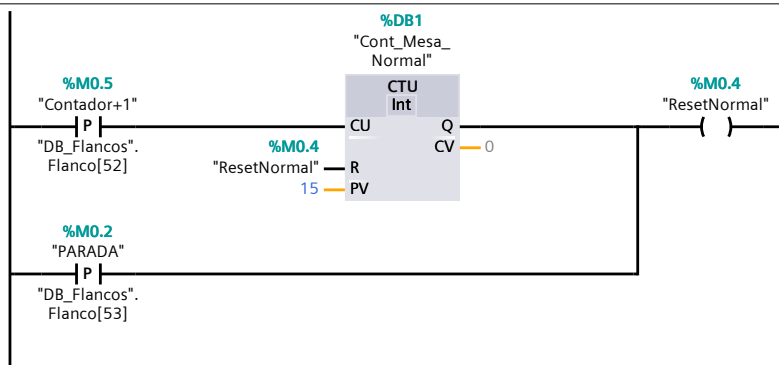 %DB1
"Cont_Mesa_
Normal"
%M0.5
"Contador+1"
P
"DB_Flancos".
Flanco[52]
CTU
Int
CU
Q
CV
0
%M0.4
"ResetNormal"
R
15
PV
%M0.4
"ResetNormal"
%M0.2
"PARADA"
P
"DB_Flancos".
Flanco[53]